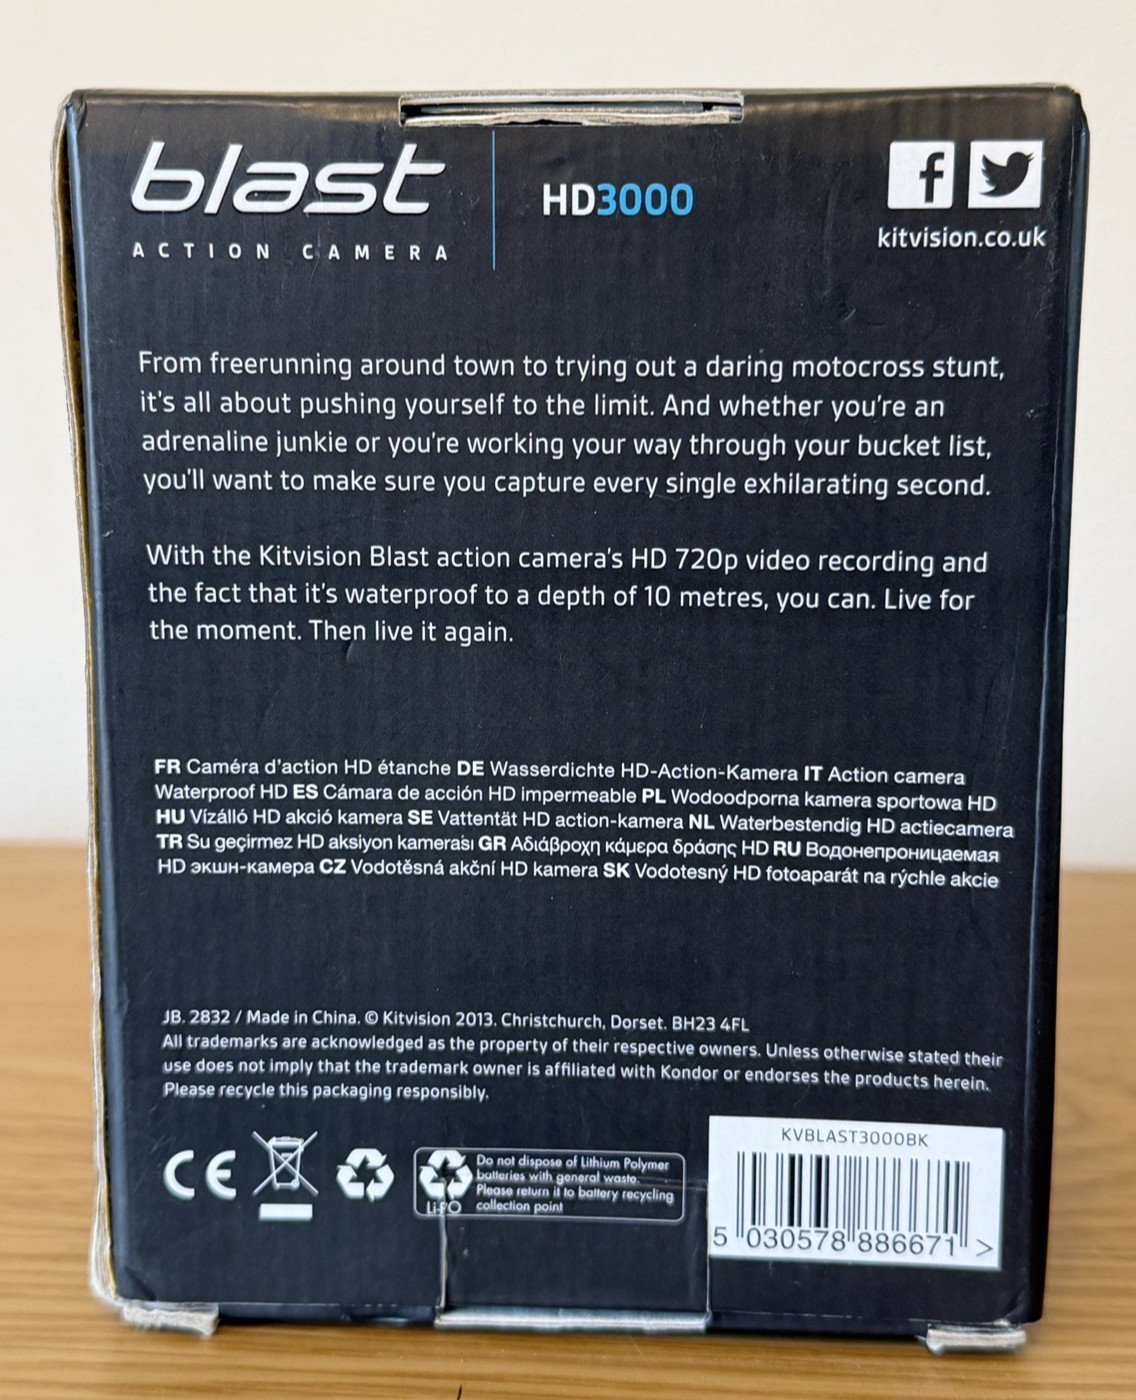 blast
ACTION CAMERA
HD3000
kitvision.co.uk
From freerunning around town to trying out a daring motocross stunt,
it's all about pushing yourself to the limit. And whether you're an
adrenaline junkie or you're working your way through your bucket list,
you'll want to make sure you capture every single exhilarating second.
With the Kitvision Blast action camera's HD 720p video recording and
the fact that it's waterproof to a depth of 10 metres, you can. Live for
the moment. Then live it again.
FR Caméra d'action HD étanche DE Wasserdichte HD-Action-Kamera IT Action camera
Waterproof HD ES Cámara de acción HD impermeable PL Wodoodporna kamera sportowa HD
HU Vízálló HD akció kamera SE Vattentät HD action-kamera NL Waterbestendig HD actiecamera
TR Su geçirmez HD aksiyon kamerası GR Αδιάβροχη κάμερα δράσης HD RU Водонепроницаемая
HD экшн-камера CZ Vodotěsná akční HD kamera SK Vodotesný HD fotoaparát na rýchle akcie
JB. 2832 / Made in China. © Kitvision 2013. Christchurch, Dorset. BH23 4FL
All trademarks are acknowledged as the property of their respective owners. Unless otherwise stated their
use does not imply that the trademark owner is affiliated with Kondor or endorses the products herein.
Please recycle this packaging responsibly.
CE
Li-PO
Do not dispose of Lithium Polymer
batteries with general waste.
Please return it to battery recycling
collection point
KVBLAST3000BK
5 030578 886671 >